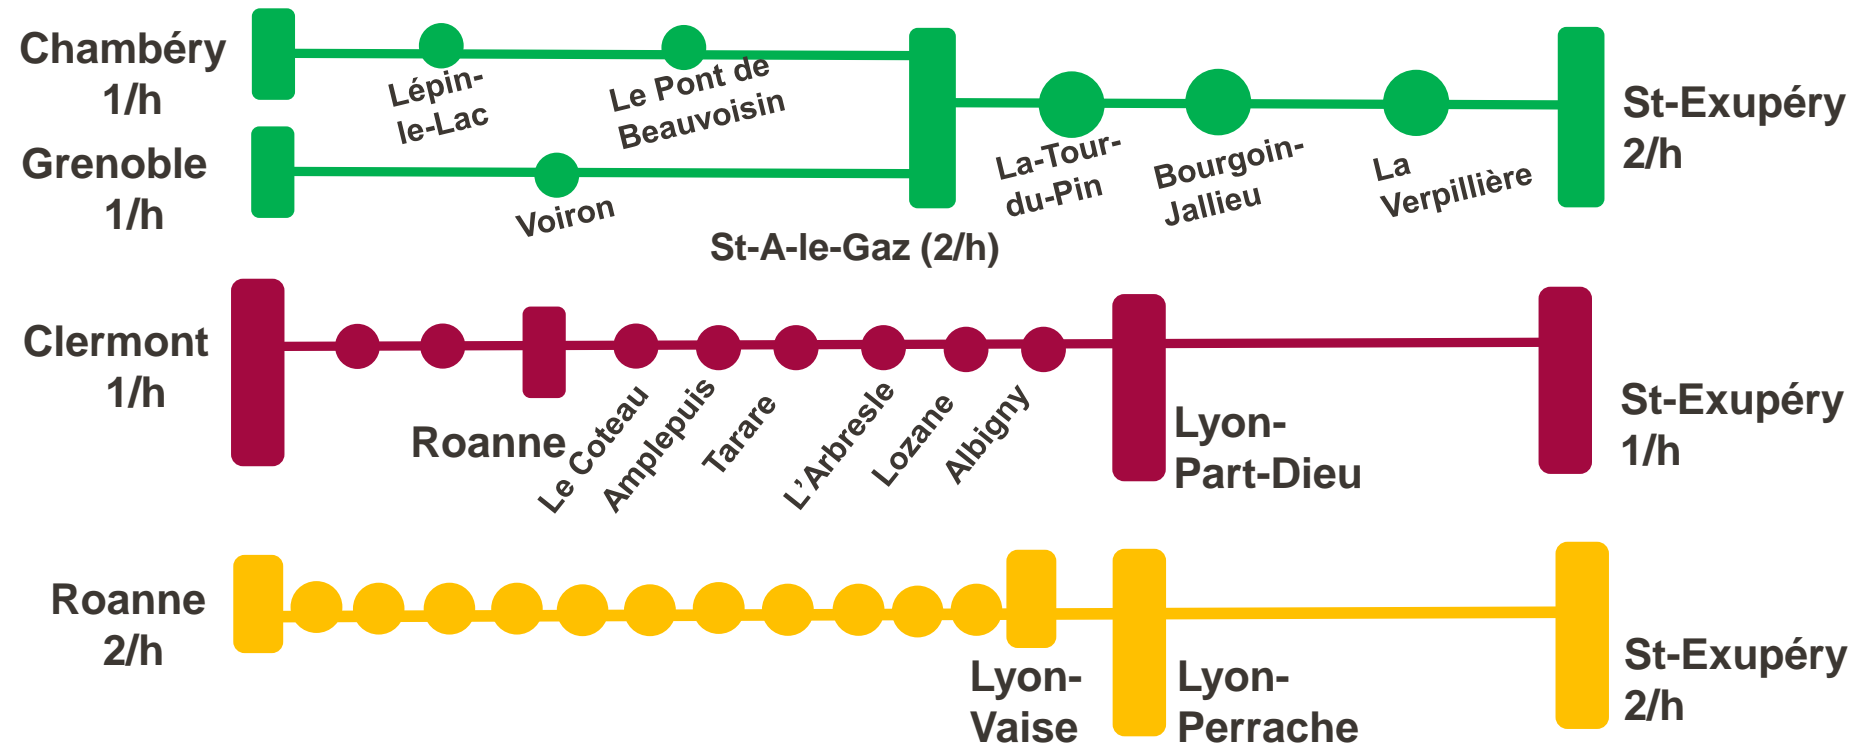 Chambéry
1/h
Lépin-
le-Lac
Le Pont de
Beauvoisin
Grenoble
1/h
Voiron
St-A-le-Gaz (2/h)
La-Tour-
du-Pin
Bourgoin-
Jallieu
La
Verpillière
St-Exupéry
2/h
Clermont
1/h
Roanne
Le Coteau
Amplepuis
Tarare
L’Arbresle
Lozane
Albigny
Lyon-
Part-Dieu
St-Exupéry
1/h
Roanne
2/h
Lyon-
Vaise
Lyon-
Perrache
St-Exupéry
2/h